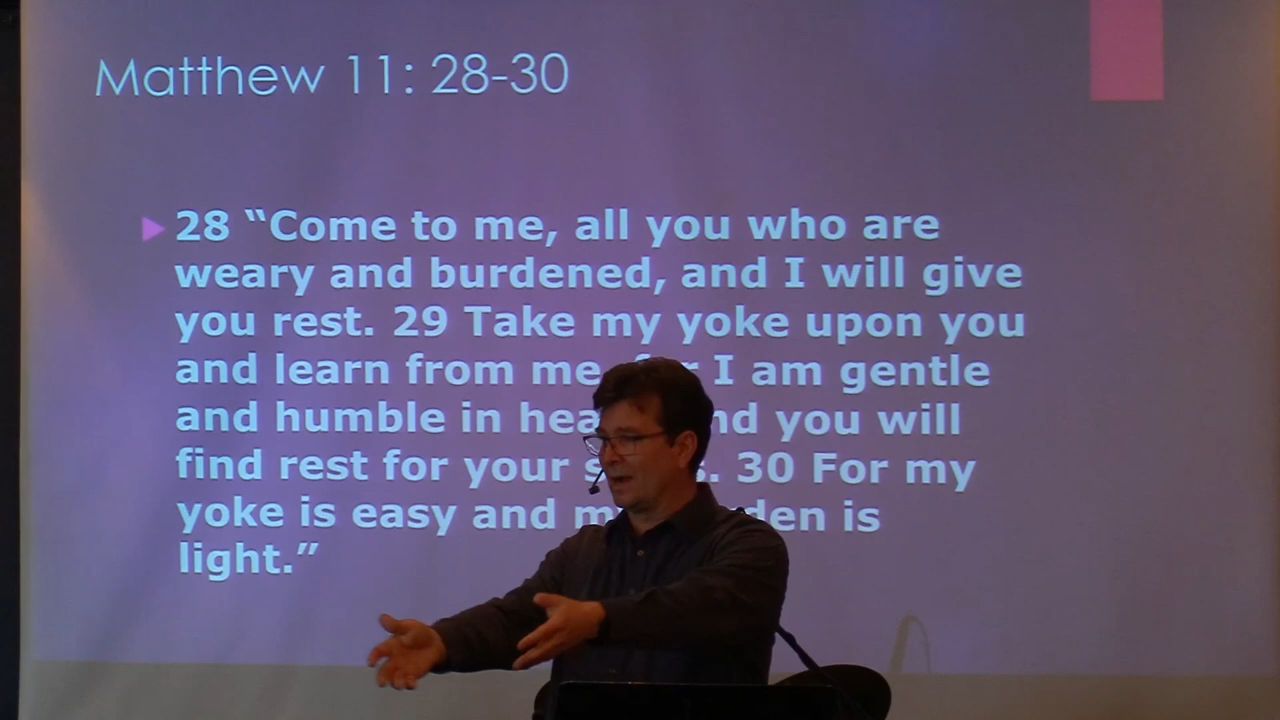 Matthew 11: 28-30
28 “Come to me, all you who are
weary and burdened, and I will give
you rest. 29 Take my yoke upon you
and learn from me I am gentle
and humble in you will
find rest for your 30 For my
yoke is easy and is
light.”